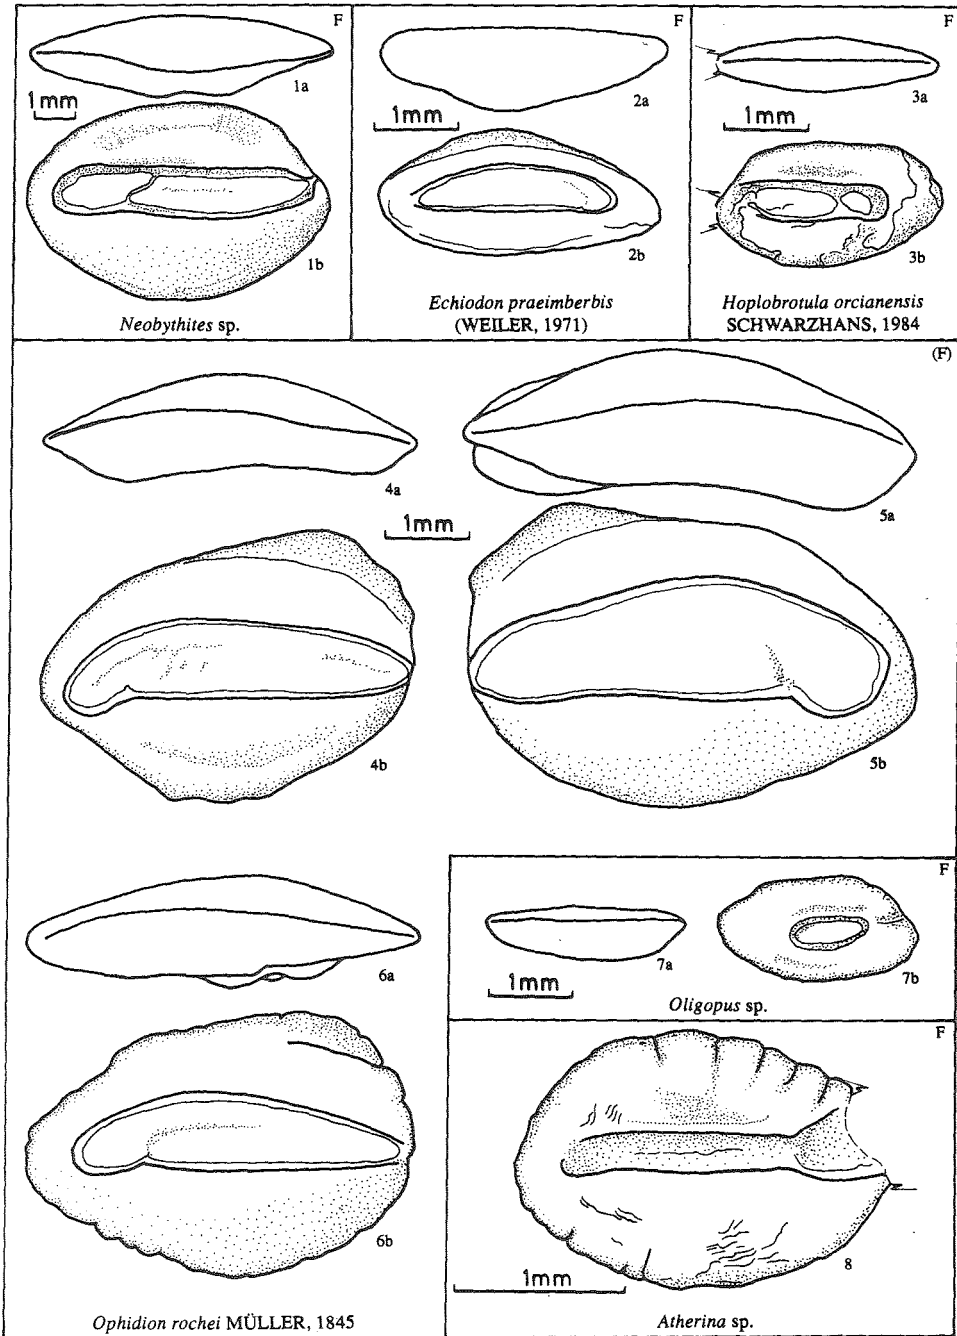 F
1a
1mm
1b
Neobythites sp.
F
2a
1mm
2b
Echiodon praeimberbis
(WEILER, 1971)
F
3a
1mm
3b
Hoplobrotula orcianensis
SCHWARZHANS, 1984
(F)
4a
5a
1mm
4b
5b
6a
6b
Ophidion rochei MÜLLER, 1845
F
7a
7b
1mm
Oligopus sp.
F
8
1mm
Atherina sp.